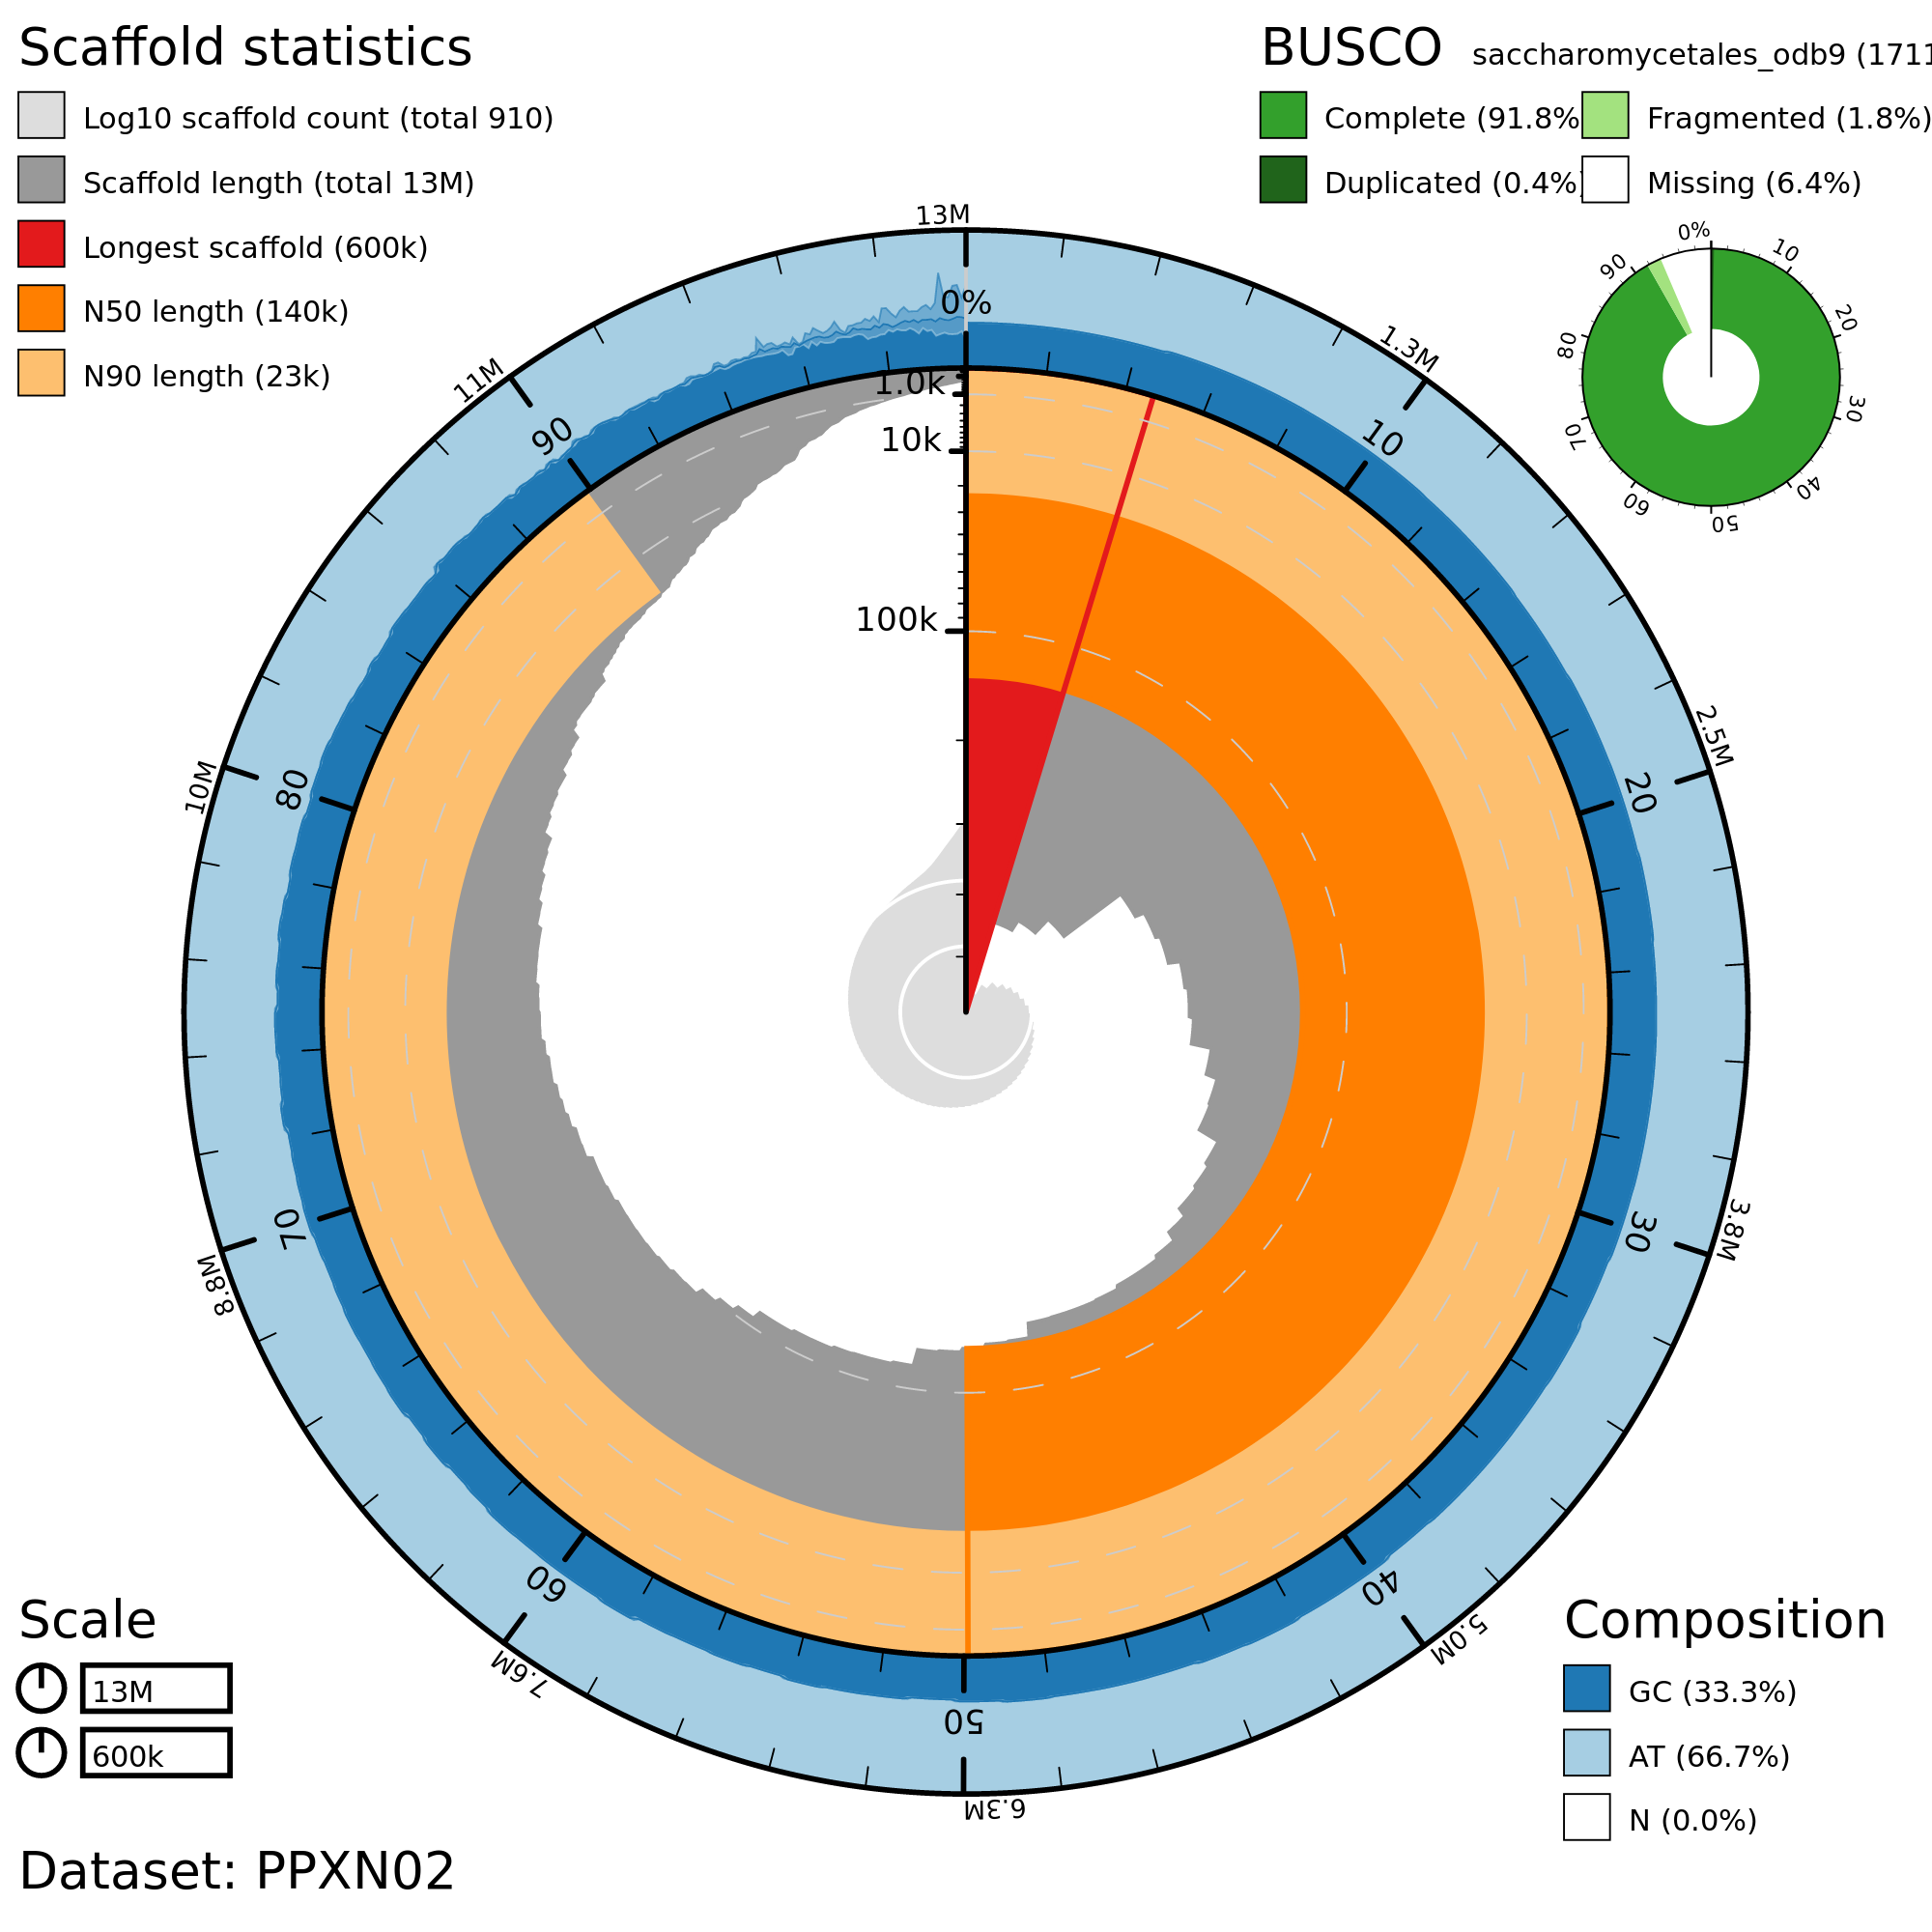 Scaffold statistics
Log10 scaffold count (total 910)
Scaffold length (total 13M)
Longest scaffold (600k)
N50 length (140k)
N90 length (23k)
BUSCO saccharomycetales_odb9 (1711
Complete (91.8%
Fragmented (1.8%)
Duplicated (0.4%)
Missing (6.4%)
0%
10
20
30
40
50
60
70
80
90
13M
1.3M
2.5M
3.8M
5.0M
6.3M
7.6M
8.8M
10M
11M
0%
10
20
30
40
50
60
70
80
90
1.0k
10k
100k
Scale
13M
600k
Composition
GC (33.3%)
AT (66.7%)
N (0.0%)
Dataset: PPXN02